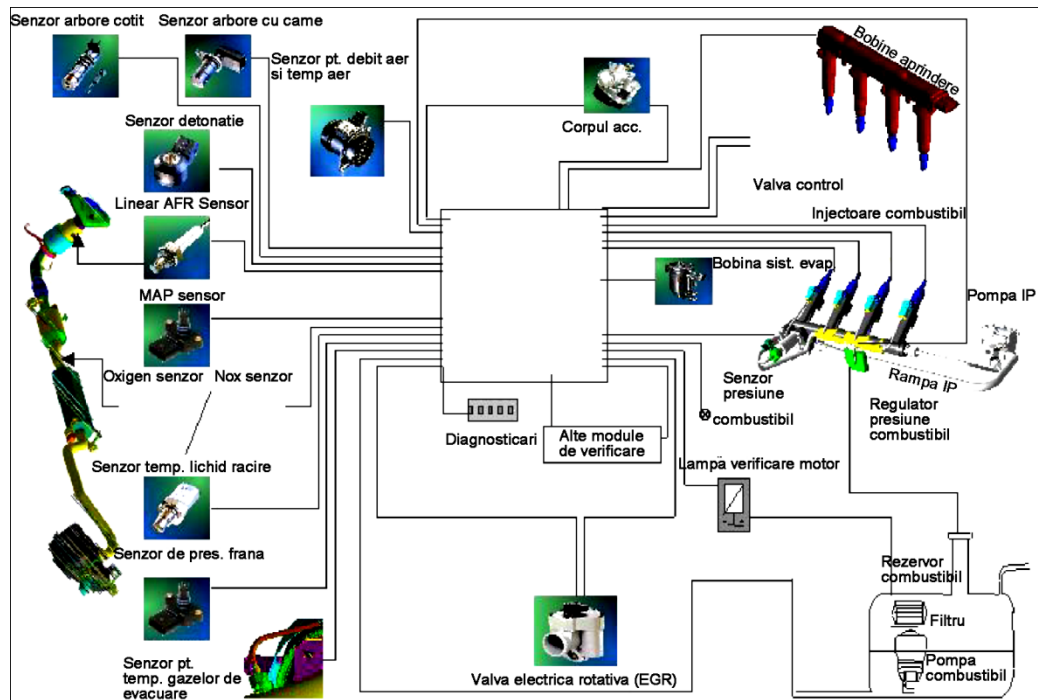 Senzor arbore cotit
Senzor arbore cu came
Senzor pt. debit aer
si temp aer
Bobine aprindere
Corpul acc.
Senzor detonatie
Valva control
Linear AFR Sensor
Injectoare combustibil
Bobina sist. evap.
MAP sensor
Pompa IP
Oxigen senzor
Nox senzor
Senzor
presiune
combustibil
Rampa IP
Regulator
presiune
combustibil
Diagnosticari
Alte module
de verificare
Senzor temp. lichid racire
Lampa verificare motor
Senzor de pres. frana
Rezervor
combustibil
Filtru
Pompa
combustibil
Senzor pt.
temp. gazelor de
evacuare
Valva electrica rotativa (EGR)